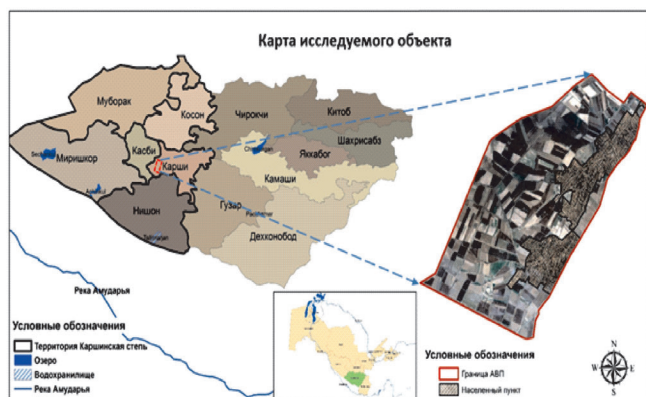 Карта исследуемого объекта
Муборак
Косон
Чирокчи
Китоб
Шахрисабз
Яккабог
Миришкор
Касби
Карши
Камаши
Нишон
Гузар
Дехконобод
Река Амударья
Условные обозначения
Территория Каршинская степь
Озеро
Водохранилище
Река Амударья
Условные обозначения
Граница АВП
Населенный пункт
N
W E
S